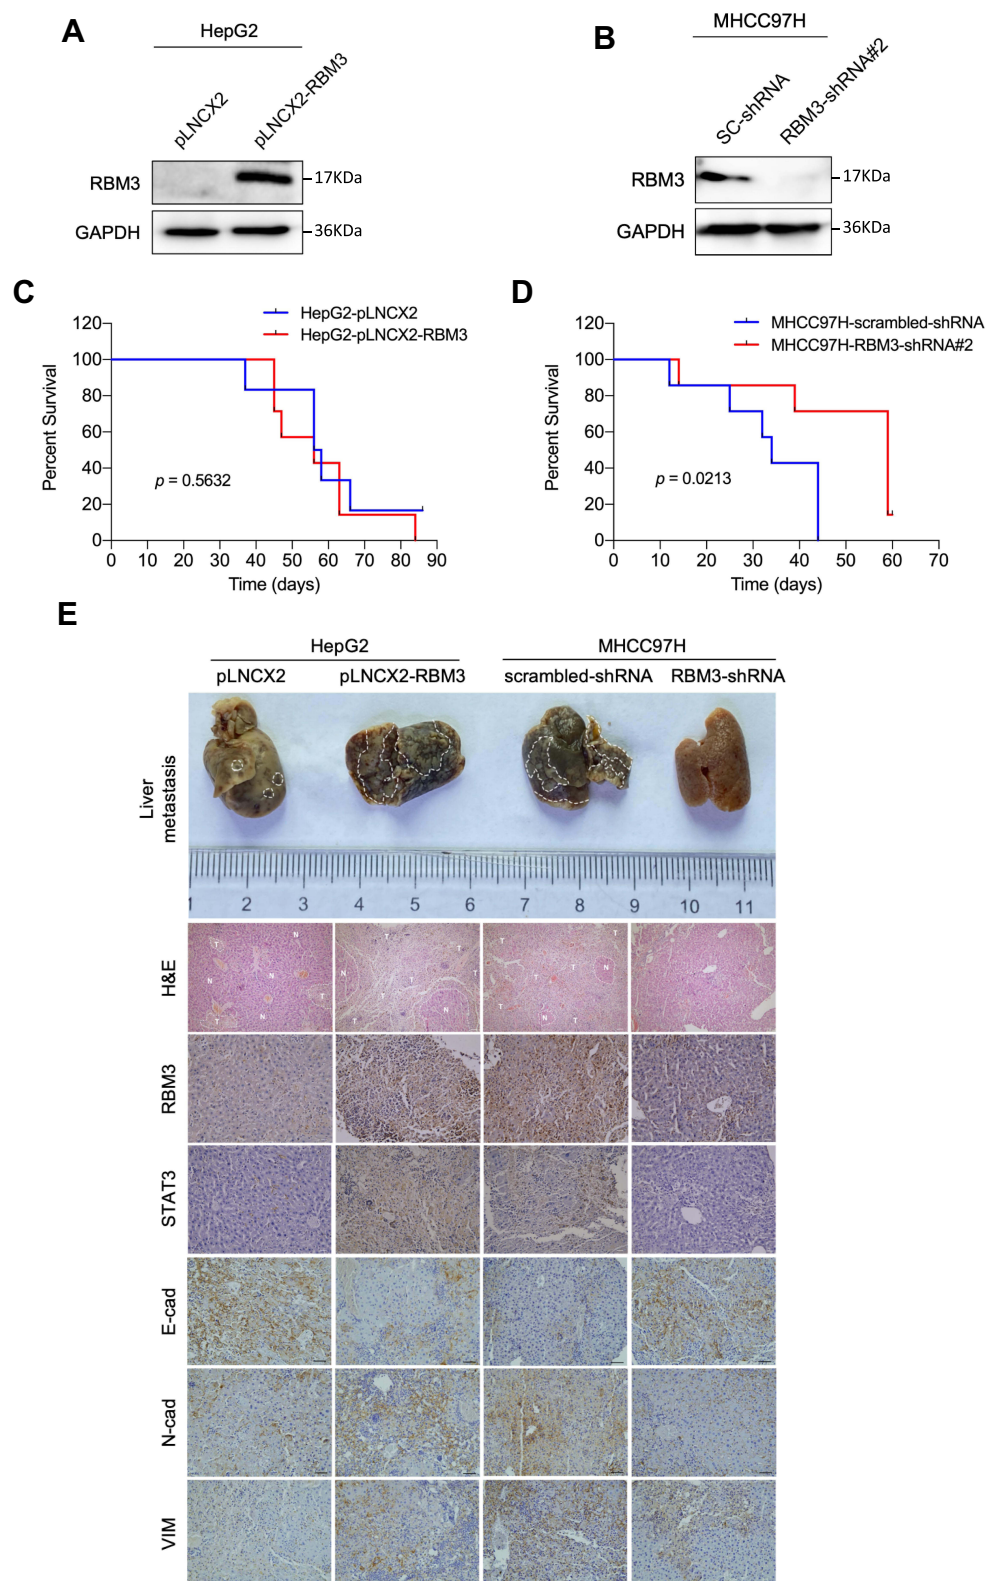 A
HepG2
pLNCX2
pLNCX2-RBM3
RBM3
17KDa
GAPDH
36KDa
B
MHCC97H
SC-shRNA
RBM3-shRNA#2
RBM3
17KDa
GAPDH
36KDa
C
HepG2-pLNCX2
HepG2-pLNCX2-RBM3
Percent Survival
120
100
80
60
40
20
0
p = 0.5632
0 10 20 30 40 50 60 70 80 90
Time (days)
D
MHCC97H-scrambled-shRNA
MHCC97H-RBM3-shRNA#2
Percent Survival
120
100
80
60
40
20
0
p = 0.0213
0 10 20 30 40 50 60 70
Time (days)
E
HepG2
MHCC97H
pLNCX2
pLNCX2-RBM3
scrambled-shRNA
RBM3-shRNA
Liver
metastasis
1 2 3 4 5 6 7 8 9 10 11
H&E
T N N T N T
T T N T T N T
T T N T N T
RBM3
STAT3
E-cad
N-cad
VIM